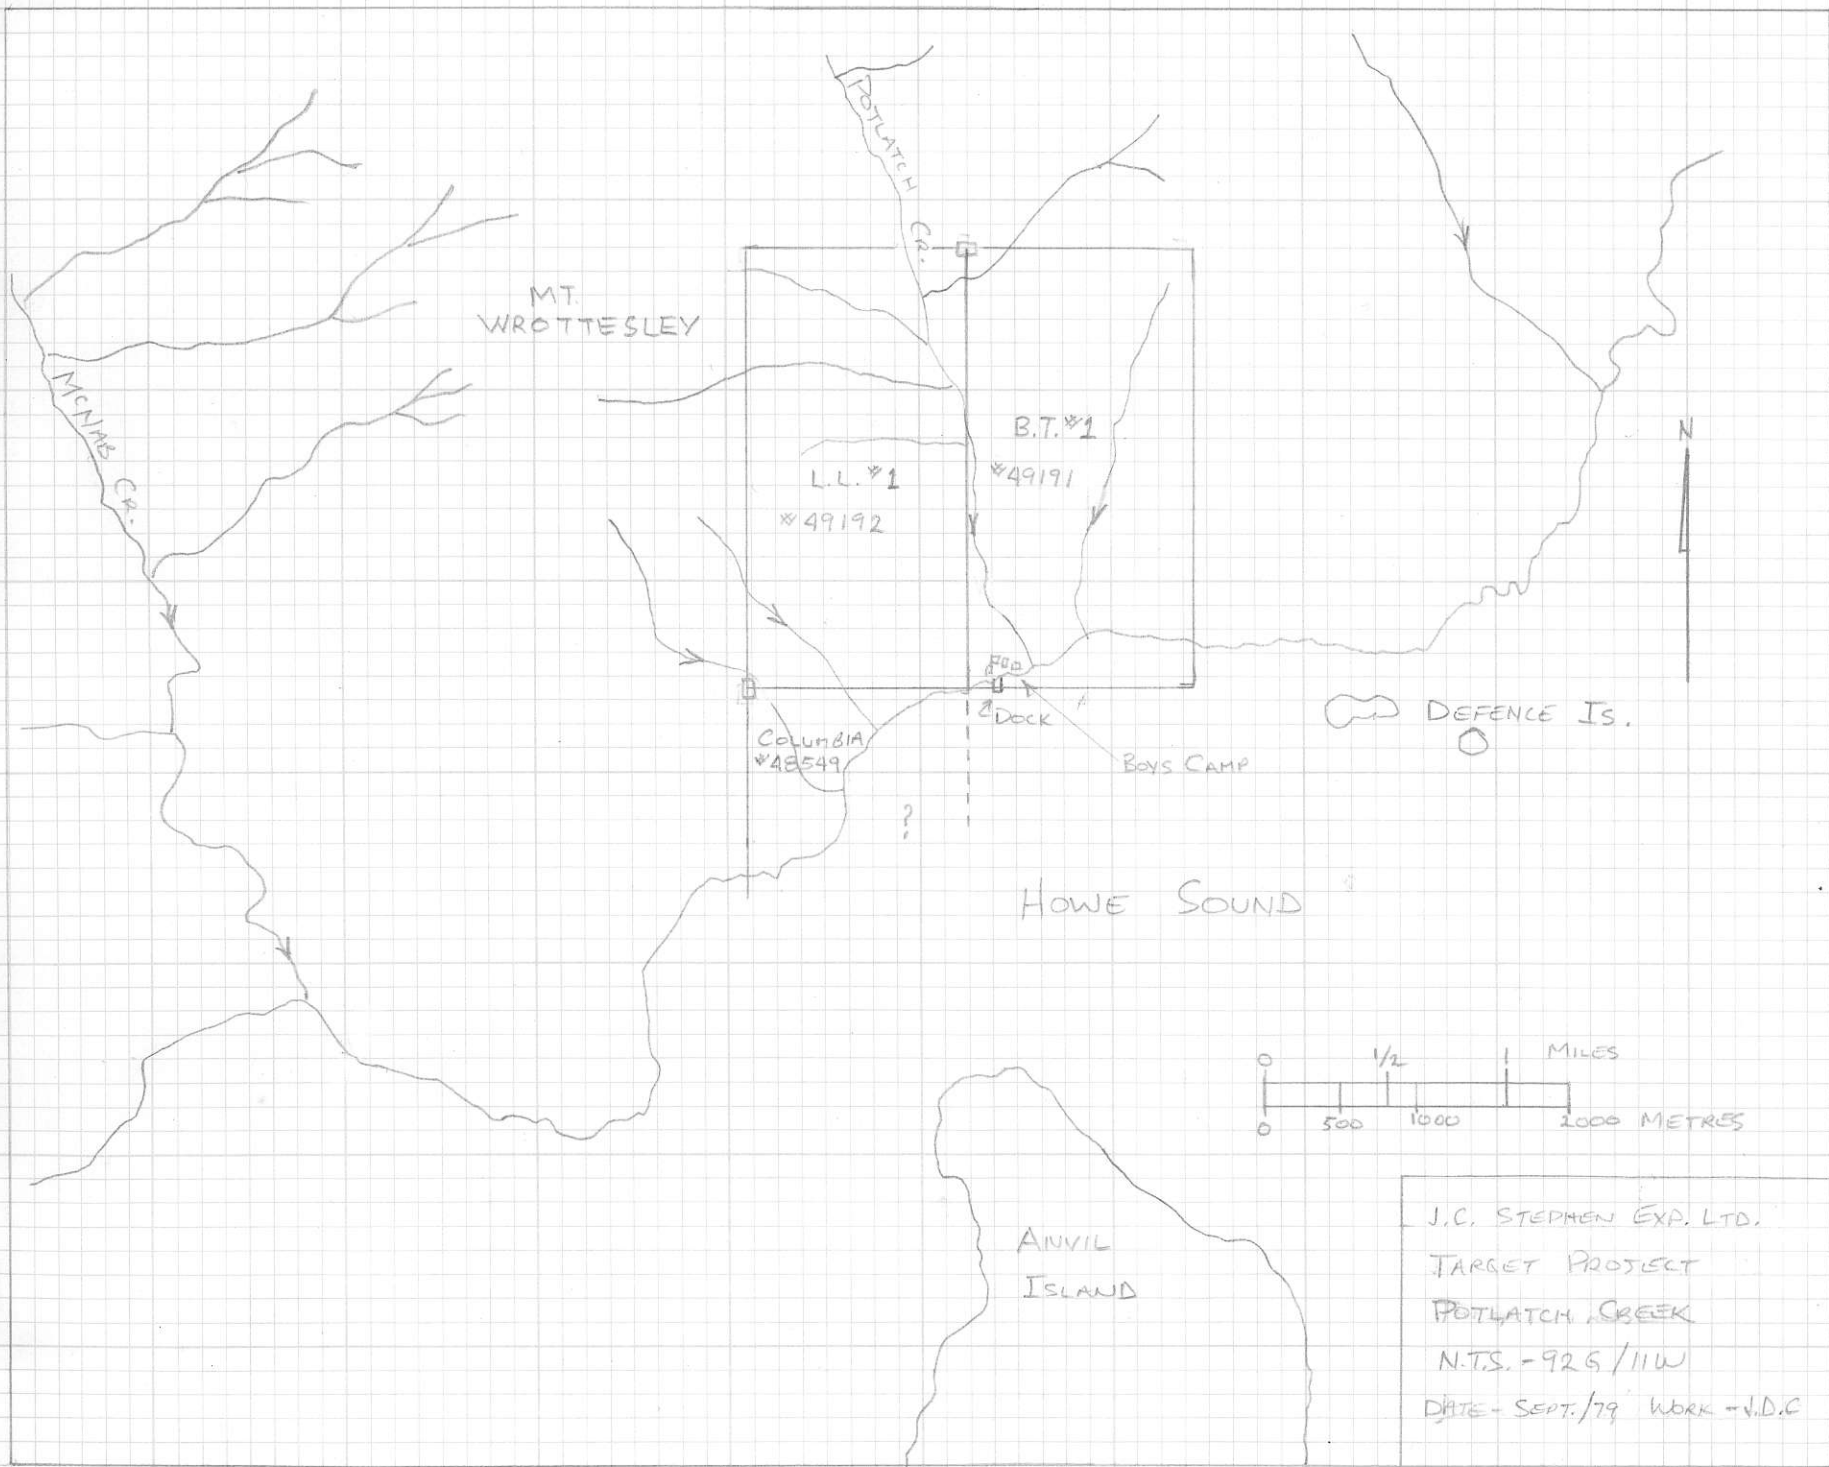 POTLATCH CR.
MT.
WROTTESLEY
MCNAB CR.
B.T. #1
#49191
L.L. #1
#49192
N
DOCK
DEFENCE IS.
COLUMBIA
#48549
BOYS CAMP
?
HOWE SOUND
0 1/2 1 MILES
0 500 1000 2000 METRES
ANVIL
ISLAND
J.C. STEPHEN EXP. LTD.
TARGET PROJECT
POTLATCH CREEK
N.T.S. - 92G/11W
DATE - SEPT./79 WORK - J.D.C